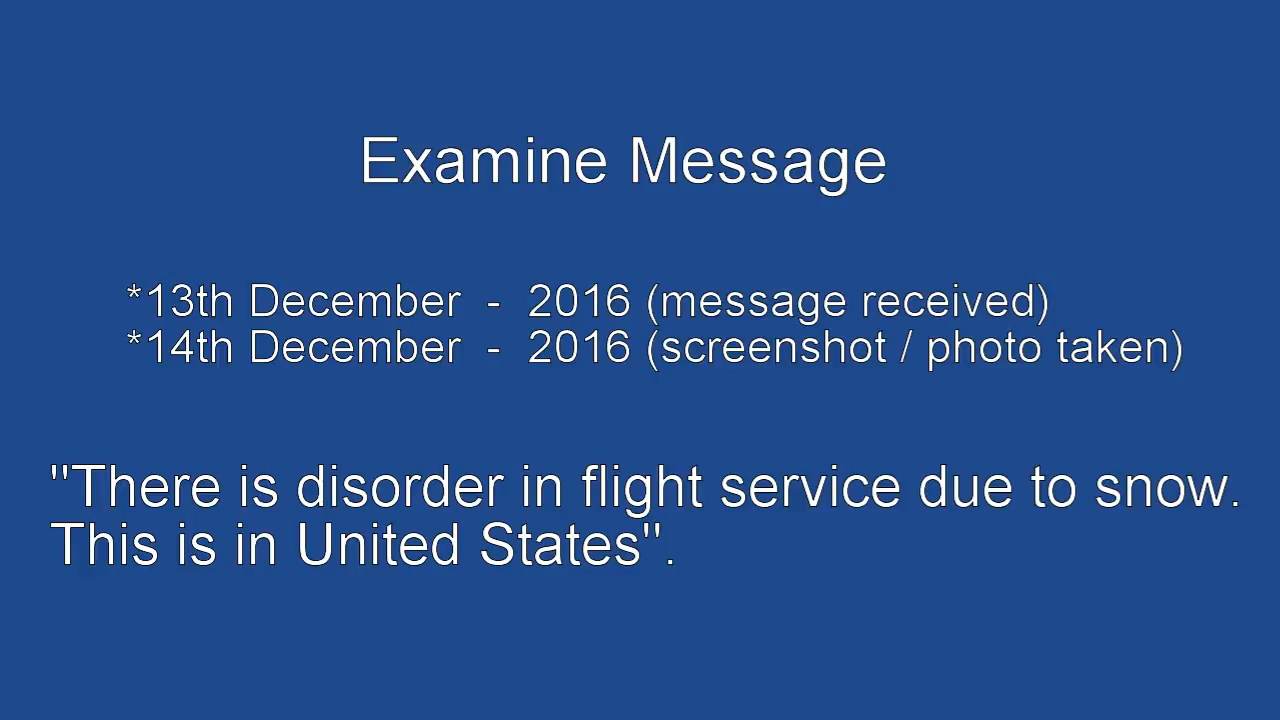 Examine Message
*13th December - 2016 (message received)
*14th December - 2016 (screenshot / photo taken)
"There is disorder in flight service due to snow.
This is in United States".